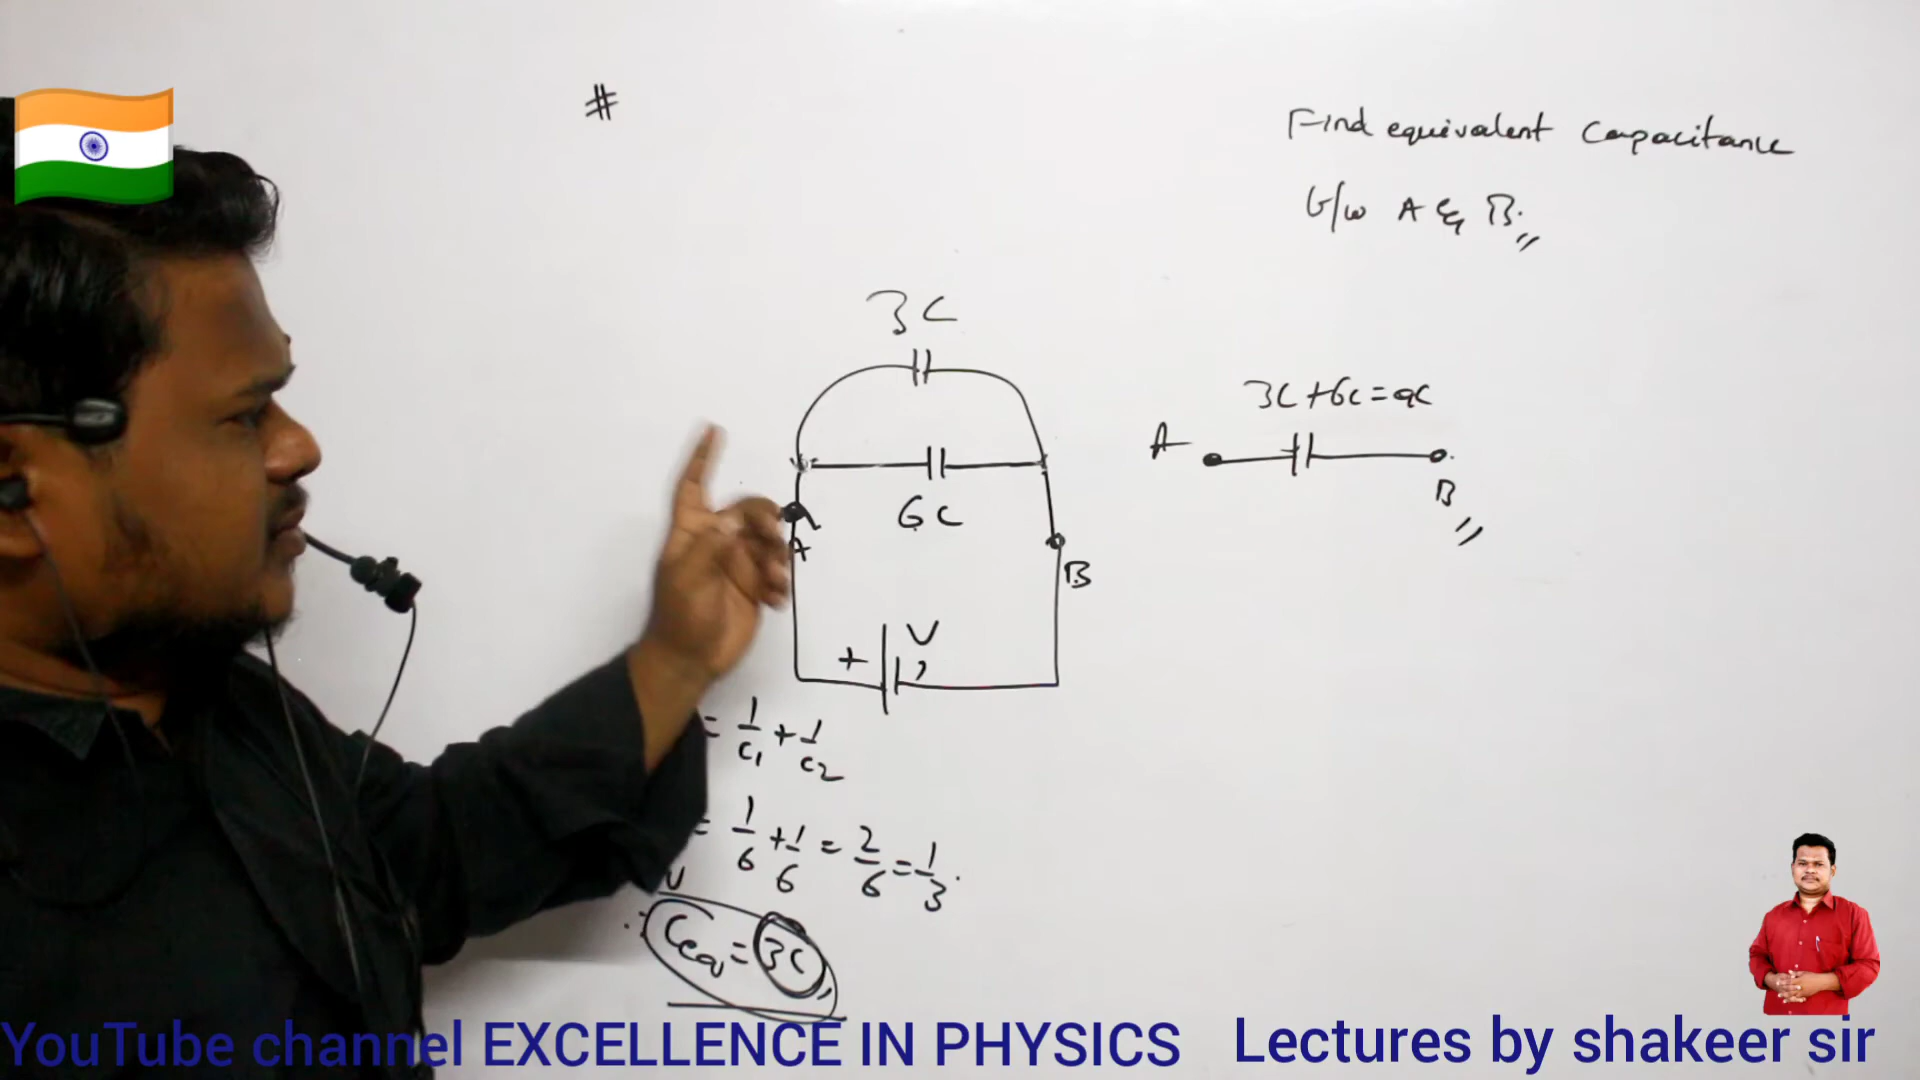 #
Find equivalent Capacitance
b/w A & B.,,
3C
3C+6C=9C
A
B,,
6C
A
B
+ V
= 1/C1 + 1/C2
= 1/6 + 1/6 = 2/6 = 1/3.
∴ Ceq = 3C,,
YouTube channel EXCELLENCE IN PHYSICS Lectures by shakeer sir